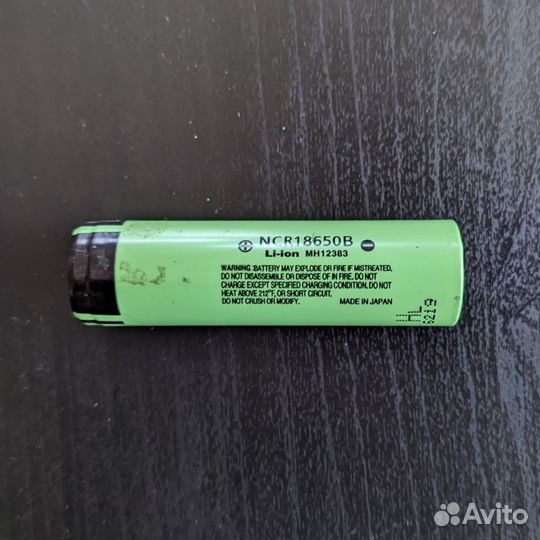 NCR18650B
Li-ion MH12383
WARNING :BATTERY MAY EXPLODE OR FIRE IF MISTREATED.
DO NOT DISASSEMBLE OR DISPOSE OF IN FIRE. DO NOT
CHARGE EXCEPT SPECIFIED CHARGING CONDITION. DO NOT
HEAT ABOVE 212°F, OR SHORT CIRCUIT.
DO NOT CRUSH OR MODIFY. MADE IN JAPAN
Avito